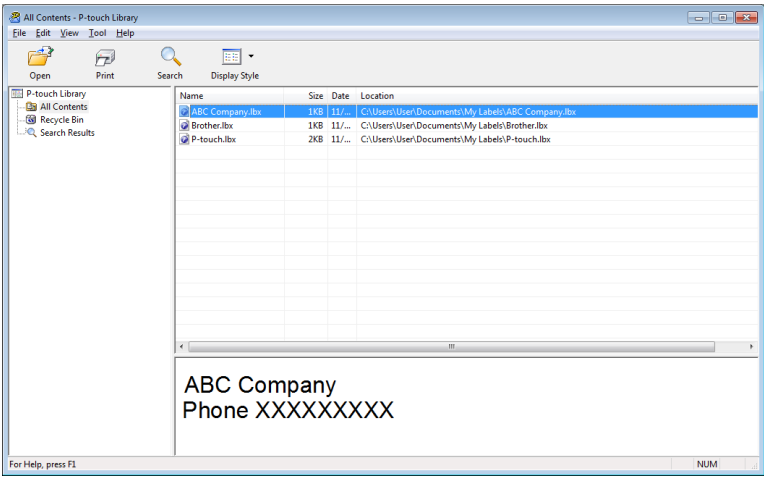 All Contents - P-touch Library
File Edit View Tool Help
Open Print Search Display Style
P-touch Library
All Contents
Recycle Bin
Search Results
Name Size Date Location
ABC Company.lbx 1KB 11/... C:\Users\User\Documents\My Labels\ABC Company.lbx
Brother.lbx 1KB 11/... C:\Users\User\Documents\My Labels\Brother.lbx
P-touch.lbx 2KB 11/... C:\Users\User\Documents\My Labels\P-touch.lbx
ABC Company
Phone XXXXXXXXX
For Help, press F1 NUM